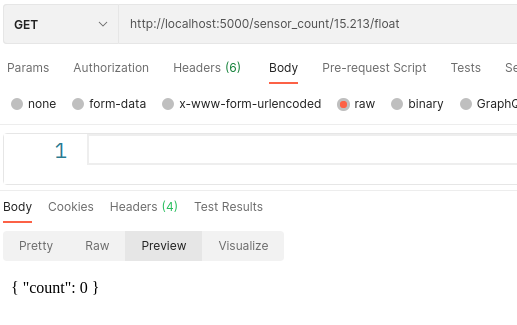 GET http://localhost:5000/sensor_count/15.213/float
Params Authorization Headers (6) Body Pre-request Script Tests Se
none form-data x-www-form-urlencoded raw binary GraphQ
1
Body Cookies Headers (4) Test Results
Pretty Raw Preview Visualize
{ "count": 0 }